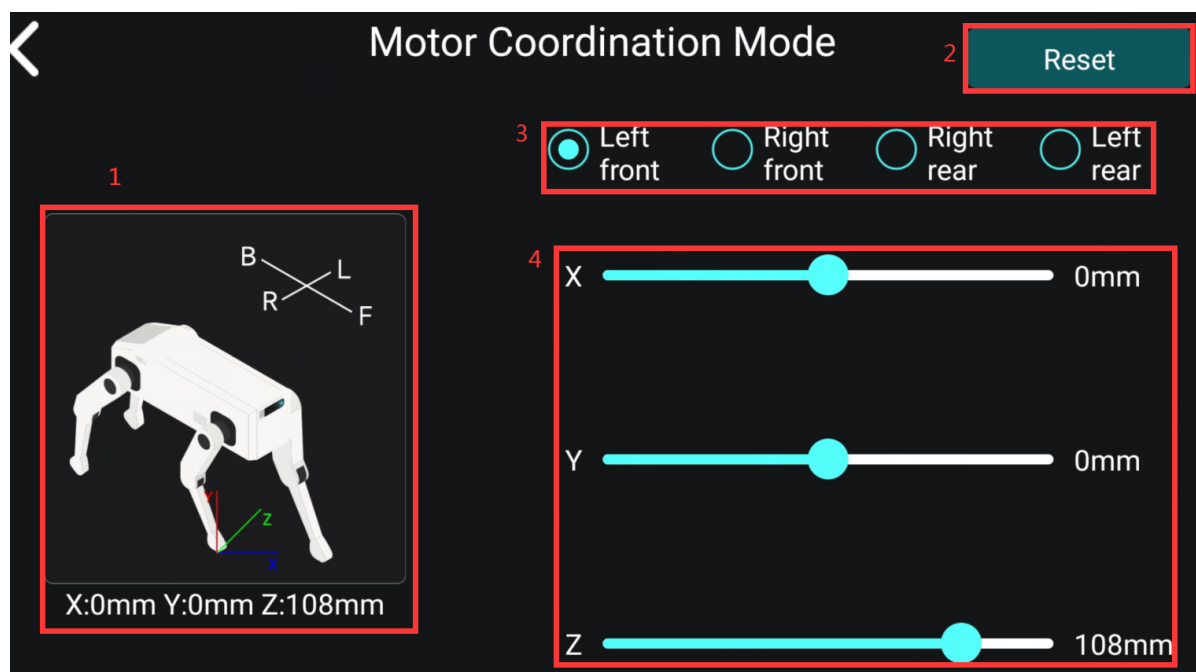 Motor Coordination Mode
2
Reset
3
Left front
Right front
Right rear
Left rear
1
B
L
R
F
Y
Z
X
X:0mm Y:0mm Z:108mm
4
X
0mm
Y
0mm
Z
108mm